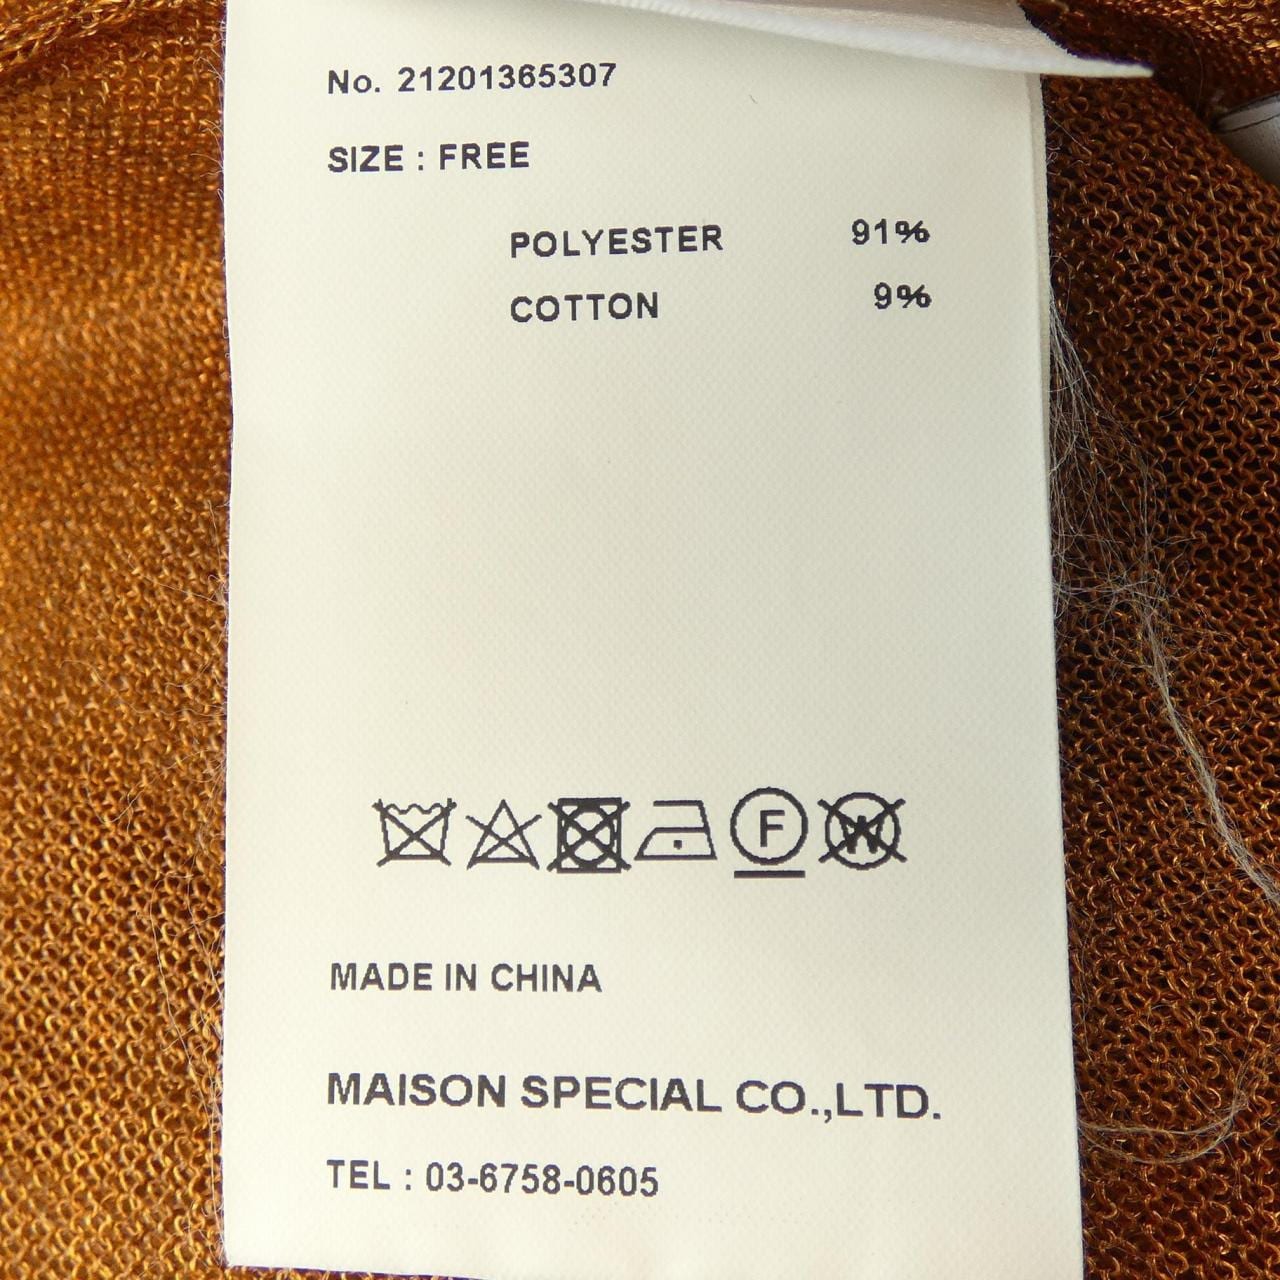 No. 21201365307
SIZE : FREE
POLYESTER 91%
COTTON 9%
F W
MADE IN CHINA
MAISON SPECIAL CO.,LTD.
TEL : 03-6758-0605